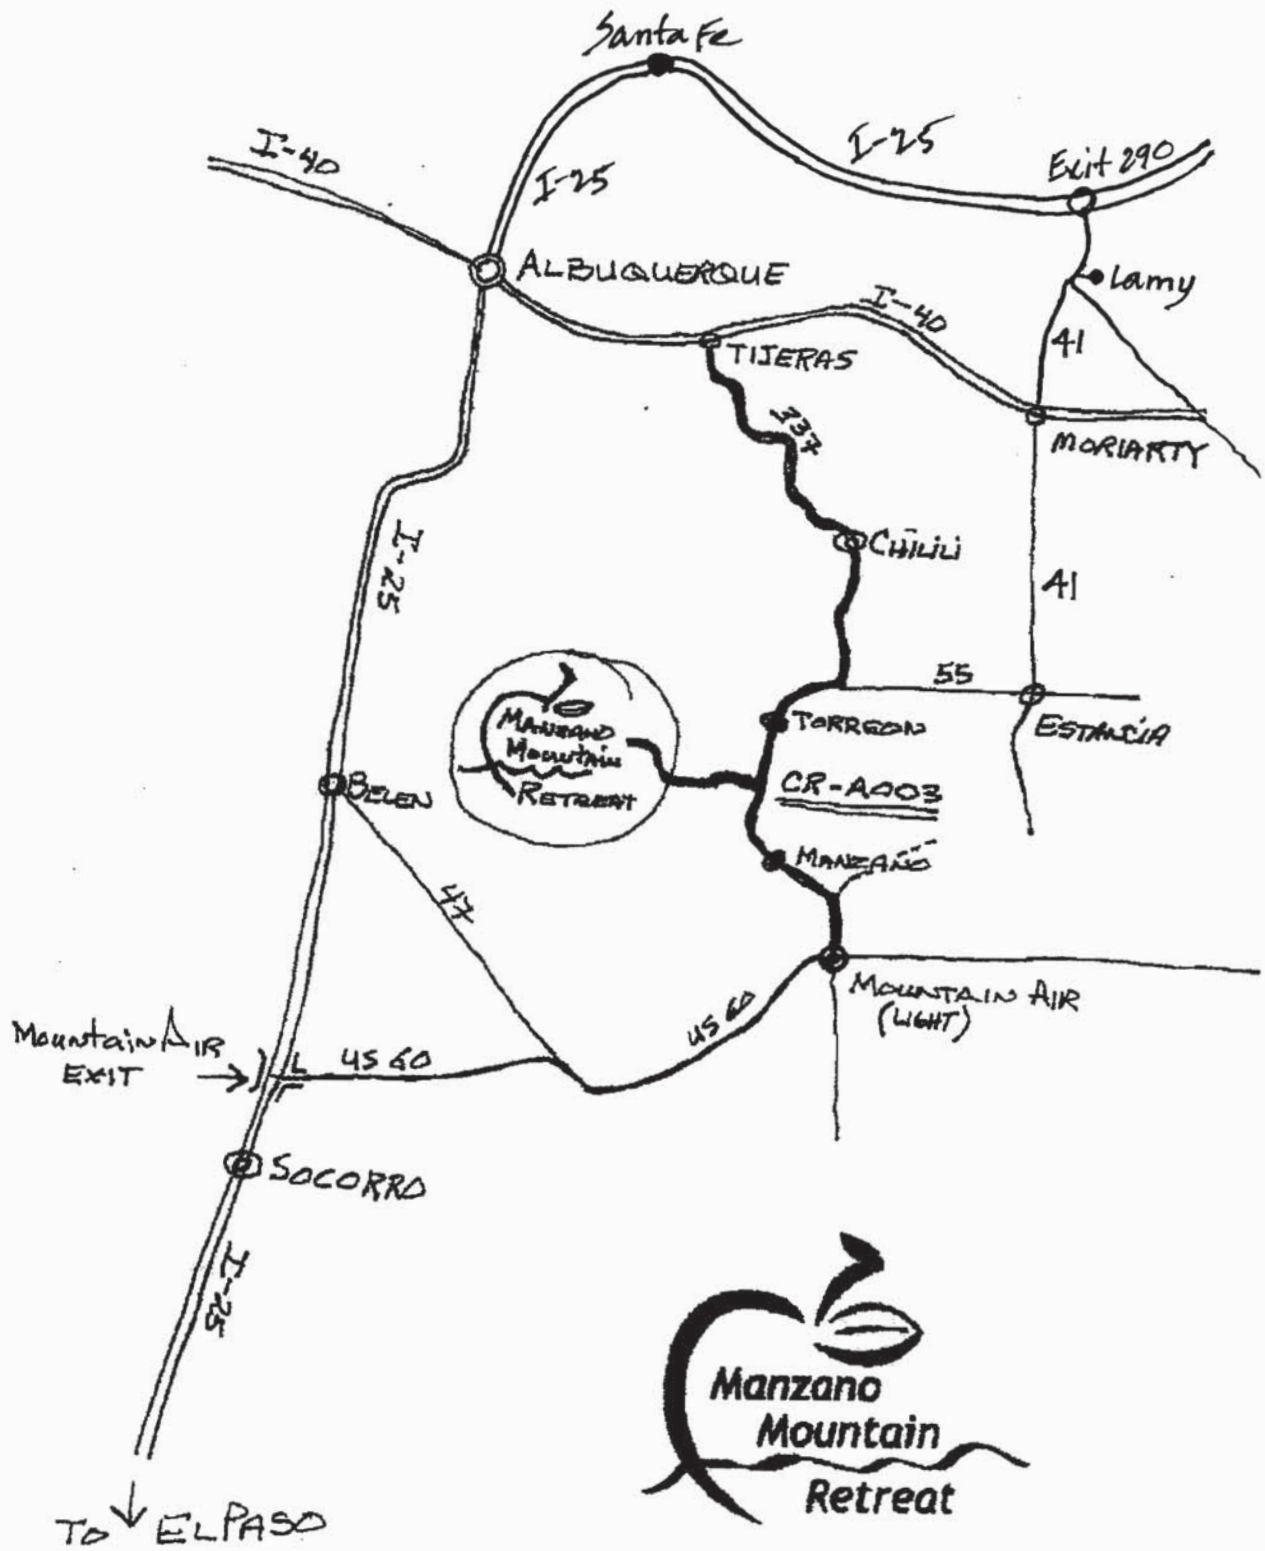 Santa Fe
I-40
I-25
I-25
Exit 290
ALBUQUERQUE
Lamy
I-40
TIJERAS
41
337
MORIARTY
I-25
CHILILI
41
55
MANZANO
MOUNTAIN
RETREAT
TORREON
ESTANCIA
BELEN
CR-A003
MANZANO
47
MOUNTAIN AIR
(LIGHT)
US 60
Mountain AIR
EXIT
US 60
SOCORRO
I-25
Manzano
Mountain
Retreat
TO EL PASO